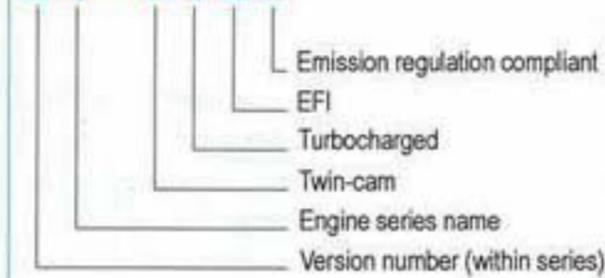 Emission regulation compliant
EFI
Turbocharged
Twin-cam
Engine series name
Version number (within series)